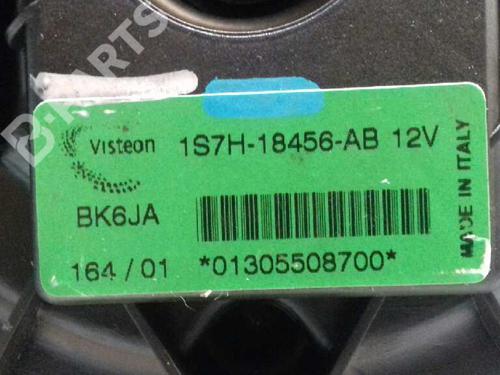 B-PARTS
Visteon 1S7H-18456-AB 12V
BK6JA
164 / 01 *01305508700*
MADE IN ITALY